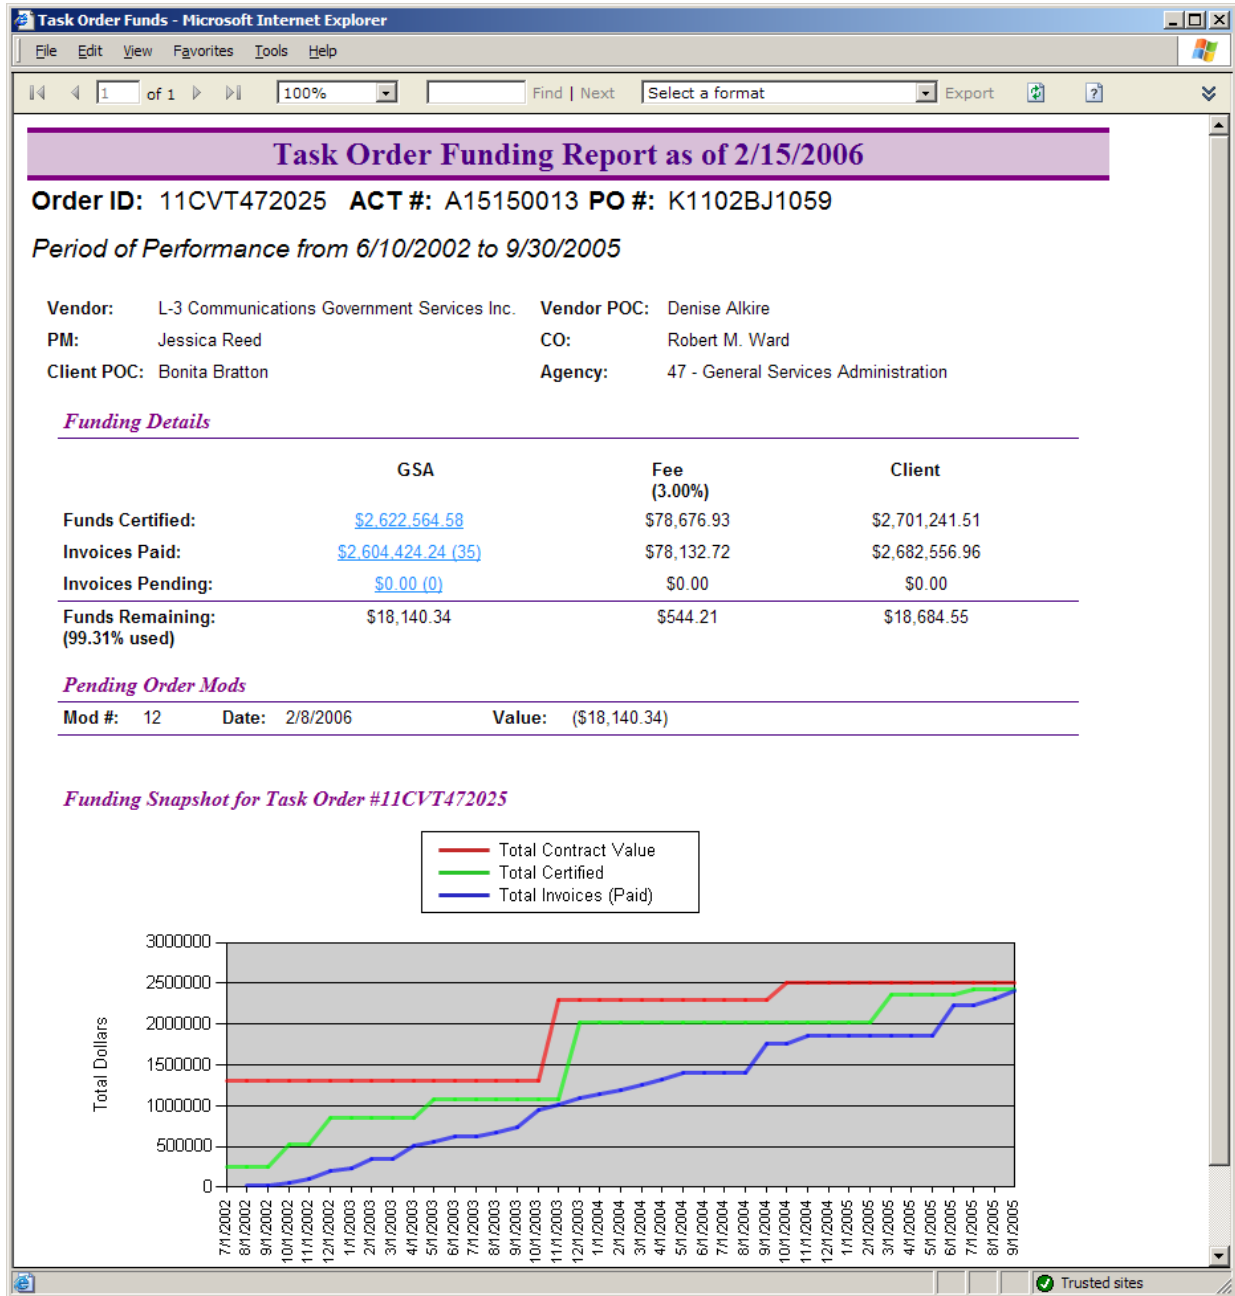 Task Order Funds - Microsoft Internet Explorer
File Edit View Favorites Tools Help
1 of 1 100% Find | Next Select a format Export
Task Order Funding Report as of 2/15/2006
Order ID: 11CVT472025 ACT #: A15150013 PO #: K1102BJ1059
Period of Performance from 6/10/2002 to 9/30/2005
Vendor: L-3 Communications Government Services Inc. Vendor POC: Denise Alkire
PM: Jessica Reed CO: Robert M. Ward
Client POC: Bonita Bratton Agency: 47 - General Services Administration
Funding Details
GSA Fee Client
(3.00%)
Funds Certified: $2,622,564.58 $78,676.93 $2,701,241.51
Invoices Paid: $2,604,424.24 (35) $78,132.72 $2,682,556.96
Invoices Pending: $0.00 (0) $0.00 $0.00
Funds Remaining: $18,140.34 $544.21 $18,684.55
(99.31% used)
Pending Order Mods
Mod #: 12 Date: 2/8/2006 Value: ($18,140.34)
Funding Snapshot for Task Order #11CVT472025
Total Contract Value
Total Certified
Total Invoices (Paid)
Total Dollars
3000000
2500000
2000000
1500000
1000000
500000
0
7/1/2002
8/1/2002
9/1/2002
10/1/2002
11/1/2002
12/1/2002
1/1/2003
2/1/2003
3/1/2003
4/1/2003
5/1/2003
6/1/2003
7/1/2003
8/1/2003
9/1/2003
10/1/2003
11/1/2003
12/1/2003
1/1/2004
2/1/2004
3/1/2004
4/1/2004
5/1/2004
6/1/2004
7/1/2004
8/1/2004
9/1/2004
10/1/2004
11/1/2004
12/1/2004
1/1/2005
2/1/2005
3/1/2005
4/1/2005
5/1/2005
6/1/2005
7/1/2005
8/1/2005
9/1/2005
Trusted sites